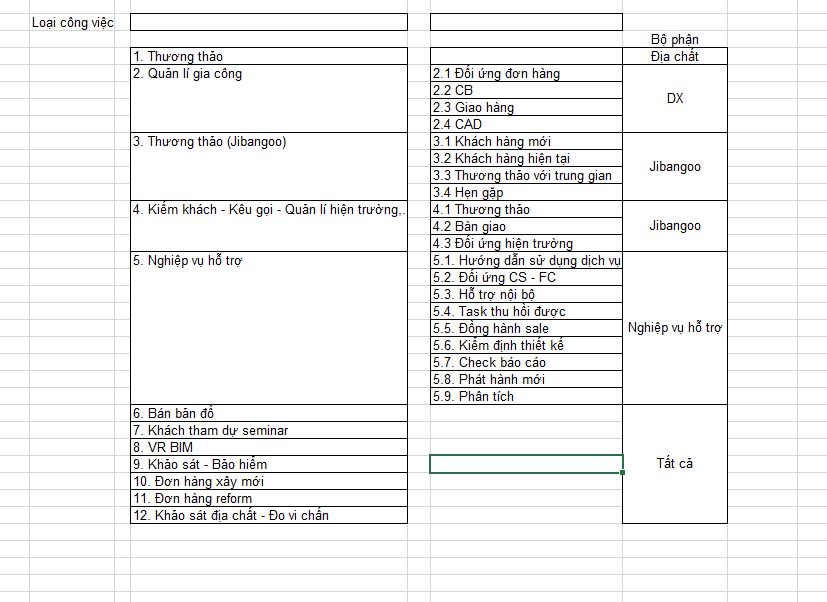 Loại công việc
Bộ phận
1. Thương thảo Địa chất
2. Quản lí gia công 2.1 Đối ứng đơn hàng
2.2 CB
DX
2.3 Giao hàng
2.4 CAD
3. Thương thảo (Jibangoo) 3.1 Khách hàng mới
3.2 Khách hàng hiện tại
Jibangoo
3.3 Thương thảo với trung gian
3.4 Hẹn gặp
4. Kiếm khách - Kêu gọi - Quản lí hiện trường,. 4.1 Thương thảo
4.2 Bàn giao Jibangoo
4.3 Đối ứng hiện trường
5. Nghiệp vụ hỗ trợ 5.1. Hướng dẫn sử dụng dịch vụ
5.2. Đối ứng CS - FC
5.3. Hỗ trợ nội bộ
5.4. Task thu hồi được
5.5. Đồng hành sale Nghiệp vụ hỗ trợ
5.6. Kiểm định thiết kế
5.7. Check báo cáo
5.8. Phát hành mới
5.9. Phân tích
6. Bán bản đồ
7. Khách tham dự seminar
8. VR BIM
9. Khảo sát - Bảo hiểm Tất cả
10. Đơn hàng xây mới
11. Đơn hàng reform
12. Khảo sát địa chất - Đo vi chấn